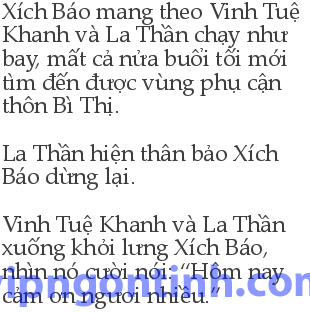 Xích Báo mang theo Vinh Tuệ
Khanh và La Thần chạy như
bay, mất cả nửa buổi tối mới
tìm đến được vùng phụ cận
thôn Bì Thị.
La Thần hiện thân bảo Xích
Báo dừng lại.
Vinh Tuệ Khanh và La Thần
xuống khỏi lưng Xích Báo,
nhìn nó cười nói: “Hôm nay
cảm ơn ngươi nhiều.”
vipngontinh.com